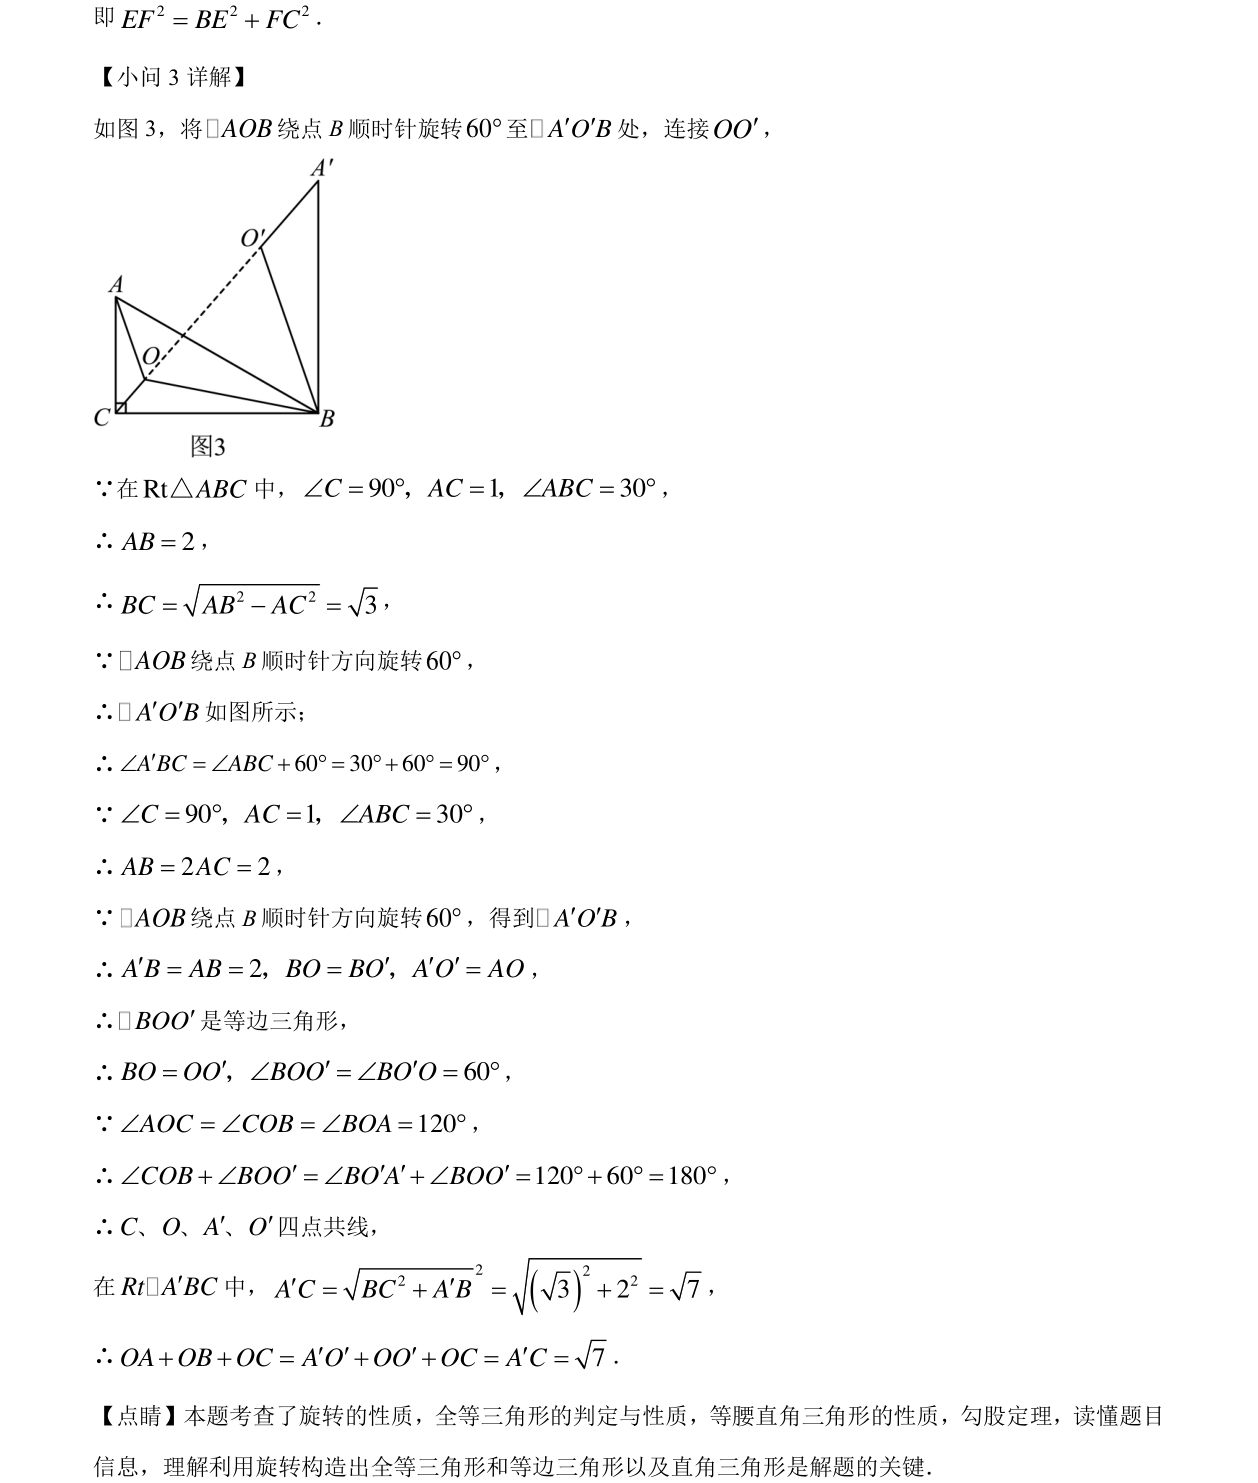 即 EF² = BE² + FC².
【小问 3 详解】
如图 3，将□AOB 绕点 B 顺时针旋转 60° 至□A′O′B 处，连接 OO′，
A′
O′
A
O
C
B
图3
∵在 Rt△ABC 中，∠C = 90°，AC = 1，∠ABC = 30°，
∴ AB = 2，
∴ BC = √(AB² − AC²) = √3，
∵□AOB 绕点 B 顺时针方向旋转 60°，
∴□A′O′B 如图所示；
∴ ∠A′BC = ∠ABC + 60° = 30° + 60° = 90°，
∵ ∠C = 90°，AC = 1，∠ABC = 30°，
∴ AB = 2AC = 2，
∵□AOB 绕点 B 顺时针方向旋转 60°，得到□A′O′B，
∴ A′B = AB = 2，BO = BO′，A′O′ = AO，
∴□BOO′ 是等边三角形，
∴ BO = OO′，∠BOO′ = ∠BO′O = 60°，
∵ ∠AOC = ∠COB = ∠BOA = 120°，
∴ ∠COB + ∠BOO′ = ∠BO′A′ + ∠BOO′ = 120° + 60° = 180°，
∴ C、O、A′、O′ 四点共线，
在 Rt□A′BC 中，A′C = √(BC² + A′B)² = √((√3)² + 2²) = √7，
∴ OA + OB + OC = A′O′ + OO′ + OC = A′C = √7．
【点睛】本题考查了旋转的性质，全等三角形的判定与性质，等腰直角三角形的性质，勾股定理，读懂题目
信息，理解利用旋转构造出全等三角形和等边三角形以及直角三角形是解题的关键．